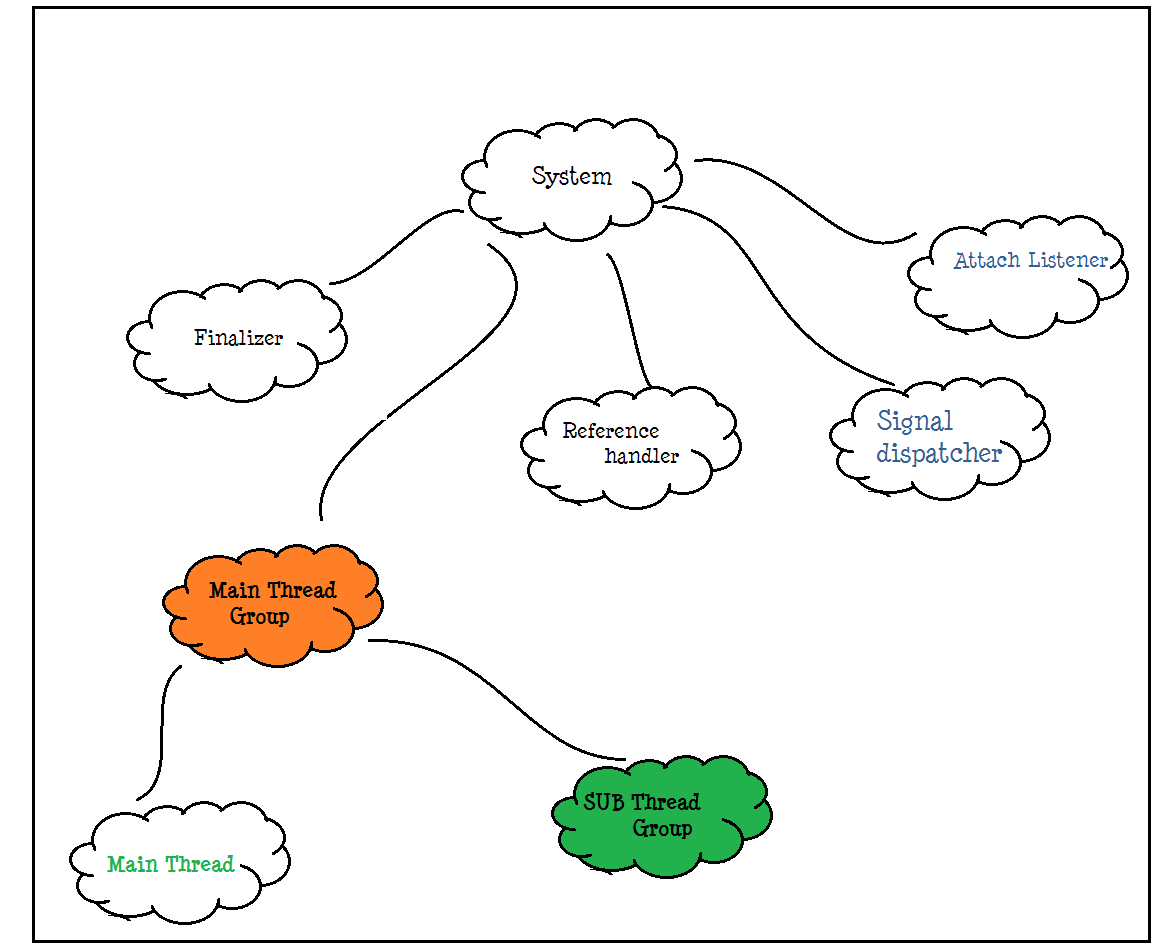 System
Attach Listener
Finalizer
Reference
handler
Signal
dispatcher
Main Thread
Group
SUB Thread
Group
Main Thread